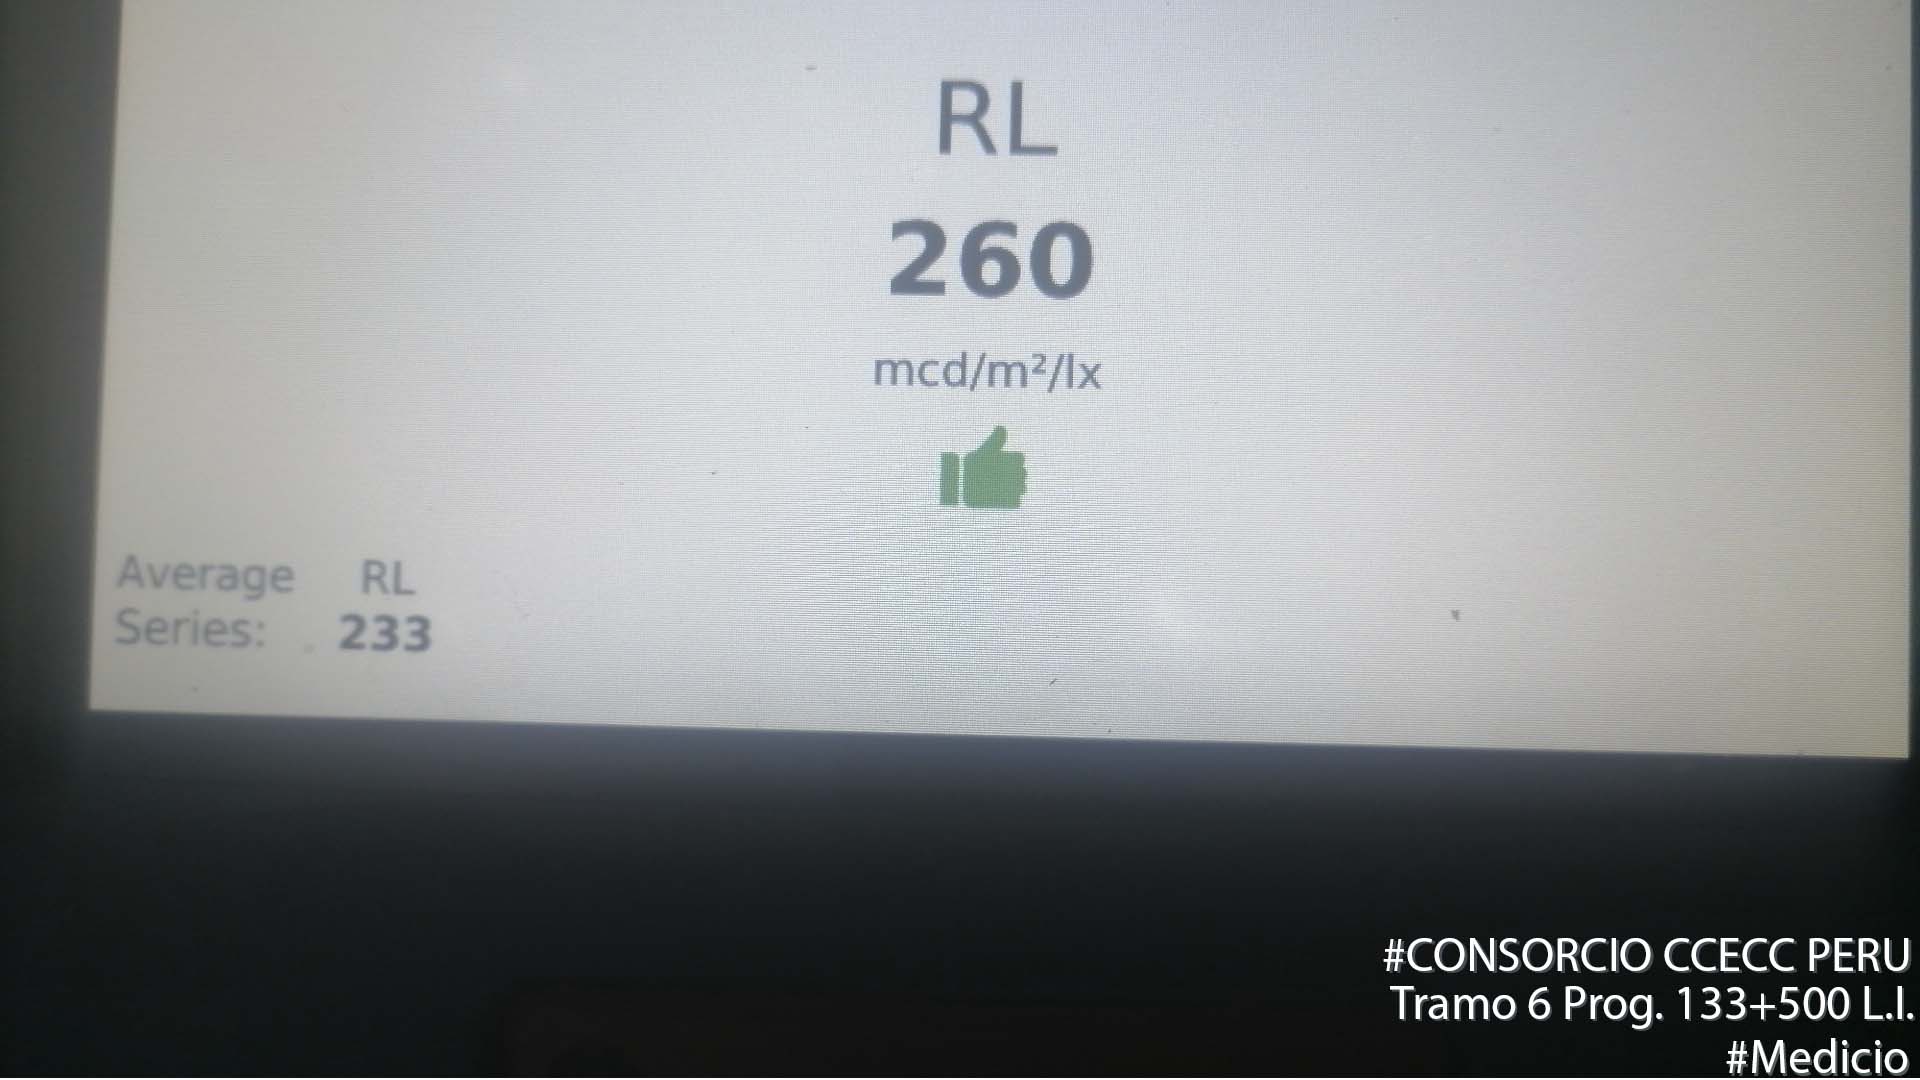 RL
260
mcd/m²/lx
Average RL
Series: 233
#CONSORCIO CCECC PERU
Tramo 6 Prog. 133+500 L.I.
#Medicio